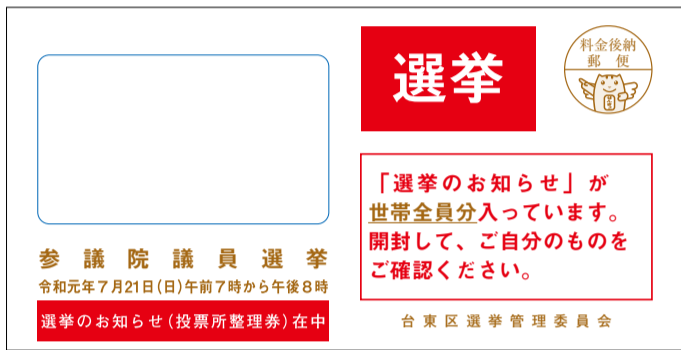 選挙
料金後納
郵便
「選挙のお知らせ」が
世帯全員分入っています。
開封して、ご自分のものを
ご確認ください。
参議院議員選挙
令和元年7月21日(日)午前7時から午後8時
選挙のお知らせ(投票所整理券)在中
台東区選挙管理委員会